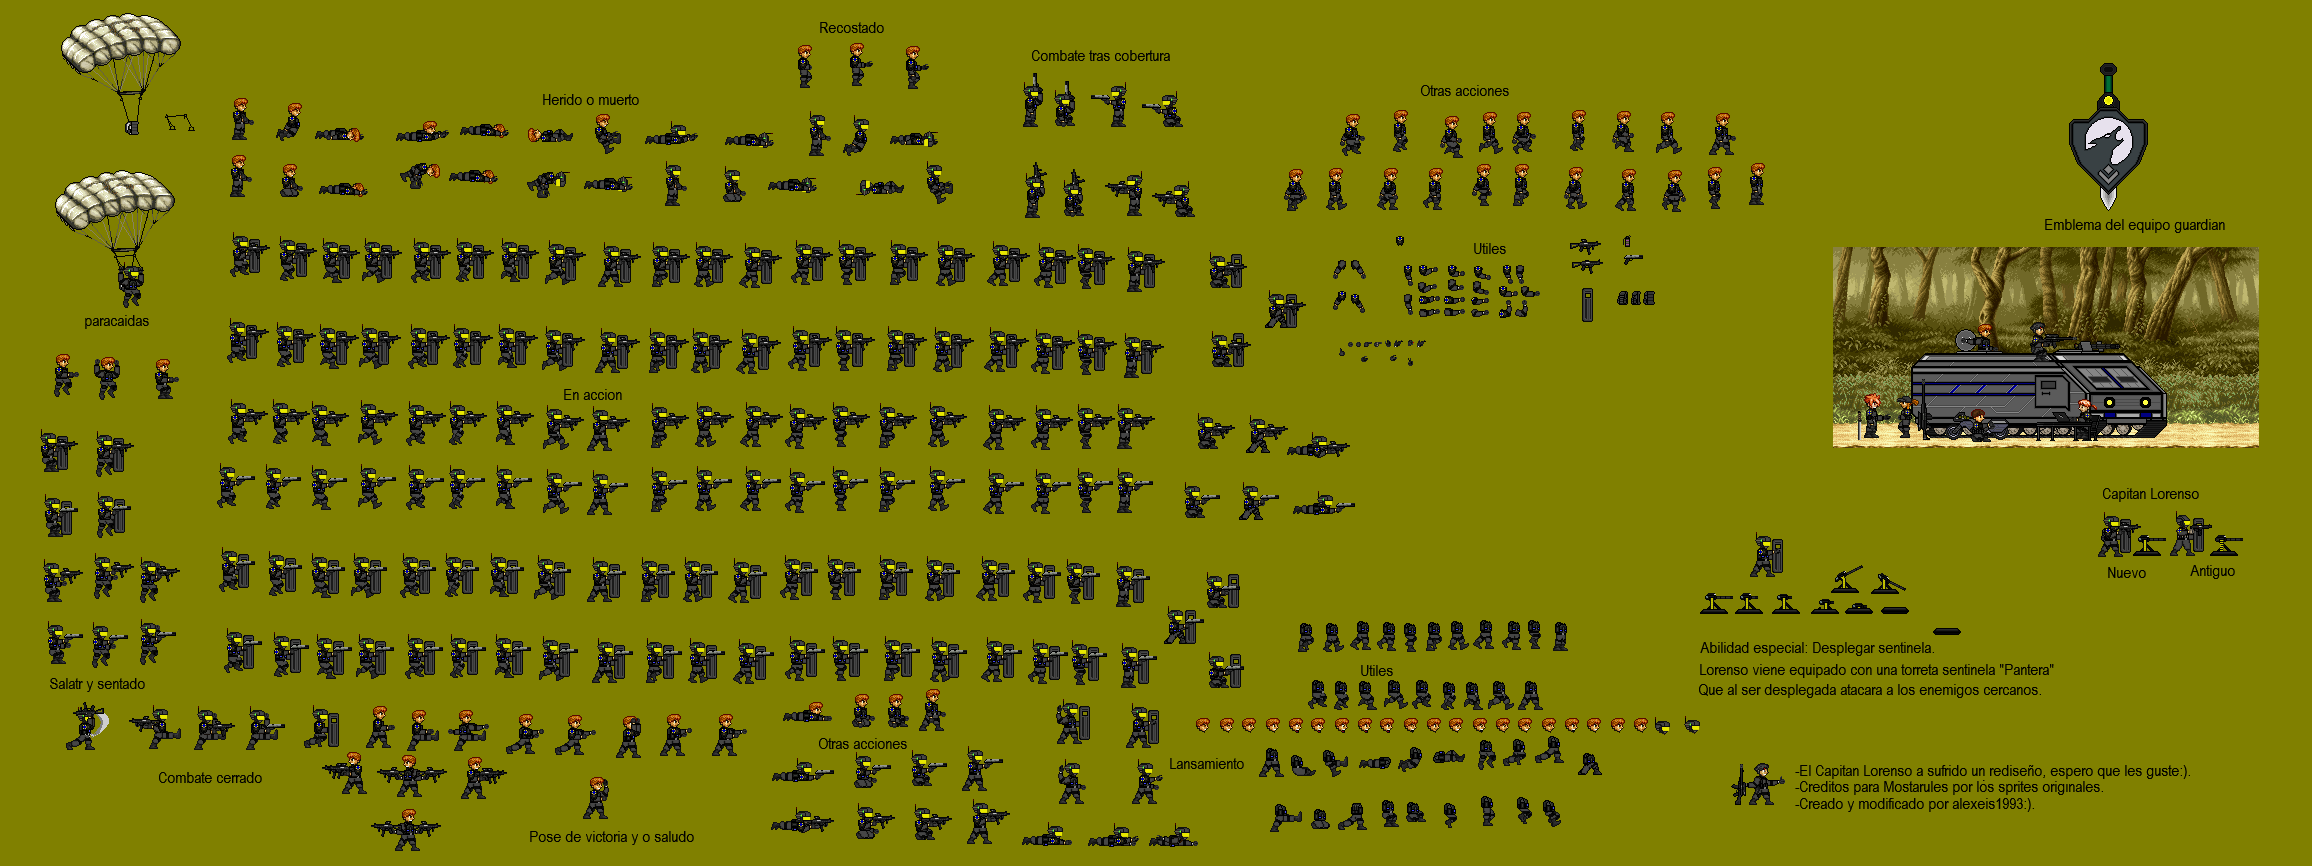 Recostado
Combate tras cobertura
Otras acciones
Herido o muerto
Emblema del equipo guardian
Utiles
paracaidas
En accion
Capitan Lorenso
Nuevo
Antiguo
Abilidad especial: Desplegar sentinela.
Lorenso viene equipado con una torreta sentinela "Pantera"
Que al ser desplegada atacara a los enemigos cercanos.
Utiles
Salatr y sentado
Otras acciones
Lansamiento
Combate cerrado
Pose de victoria y o saludo
-El Capitan Lorenso a sufrido un rediseño, espero que les guste:).
-Creditos para Mostarules por los sprites originales.
-Creado y modificado por alexeis1993:).